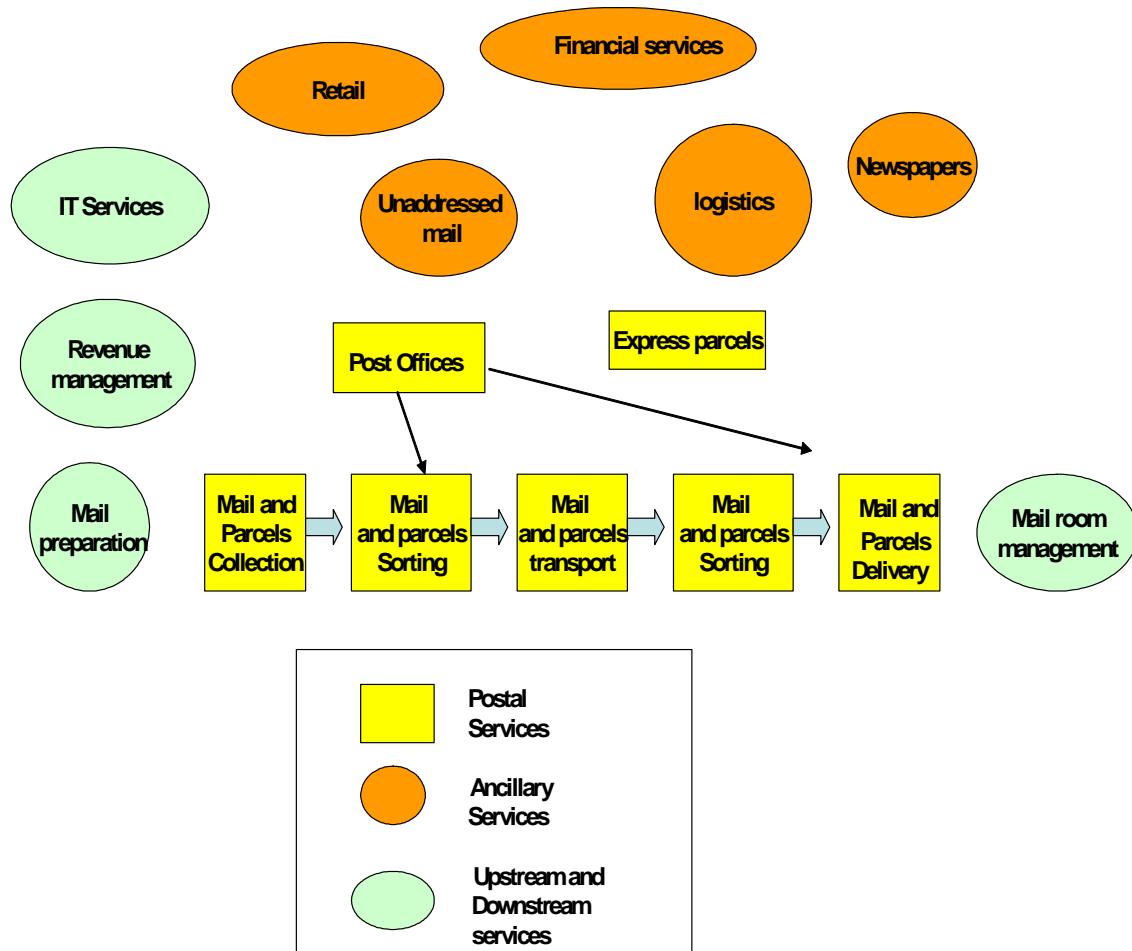 Financial services
Retail
Newspapers
IT Services
Unaddressed
mail
logistics
Revenue
management
Post Offices
Express parcels
Mail
preparation
Mail and
Parcels
Collection
Mail
and parcels
Sorting
Mail
and parcels
transport
Mail
and parcels
Sorting
Mail and
Parcels
Delivery
Mail room
management
Postal
Services
Ancillary
Services
Upstream and
Downstream
services